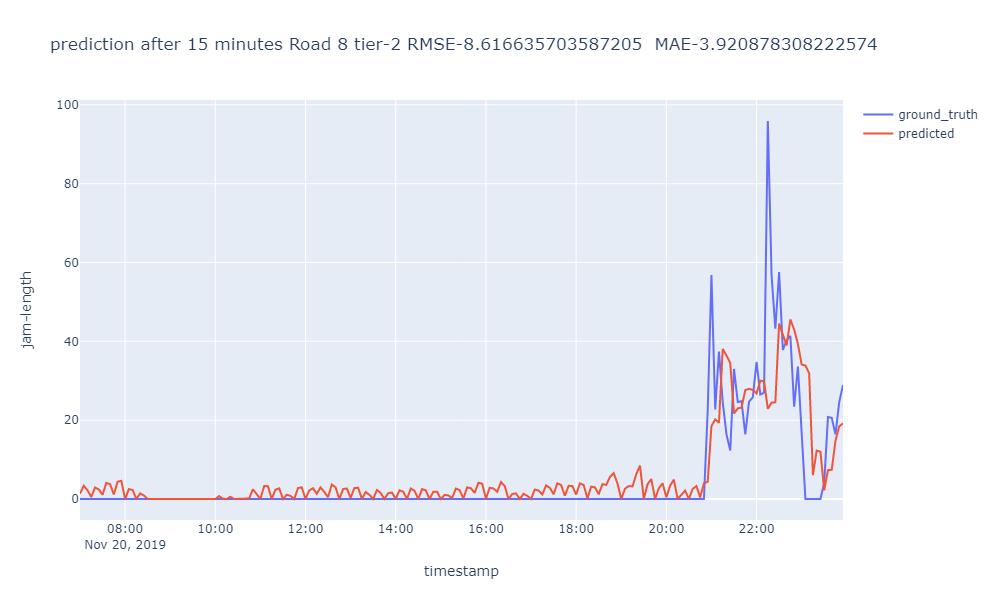 prediction after 15 minutes Road 8 tier-2 RMSE-8.616635703587205  MAE-3.920878308222574
ground_truth
predicted
100
80
60
40
20
0
jam-length
08:00 10:00 12:00 14:00 16:00 18:00 20:00 22:00
Nov 20, 2019
timestamp